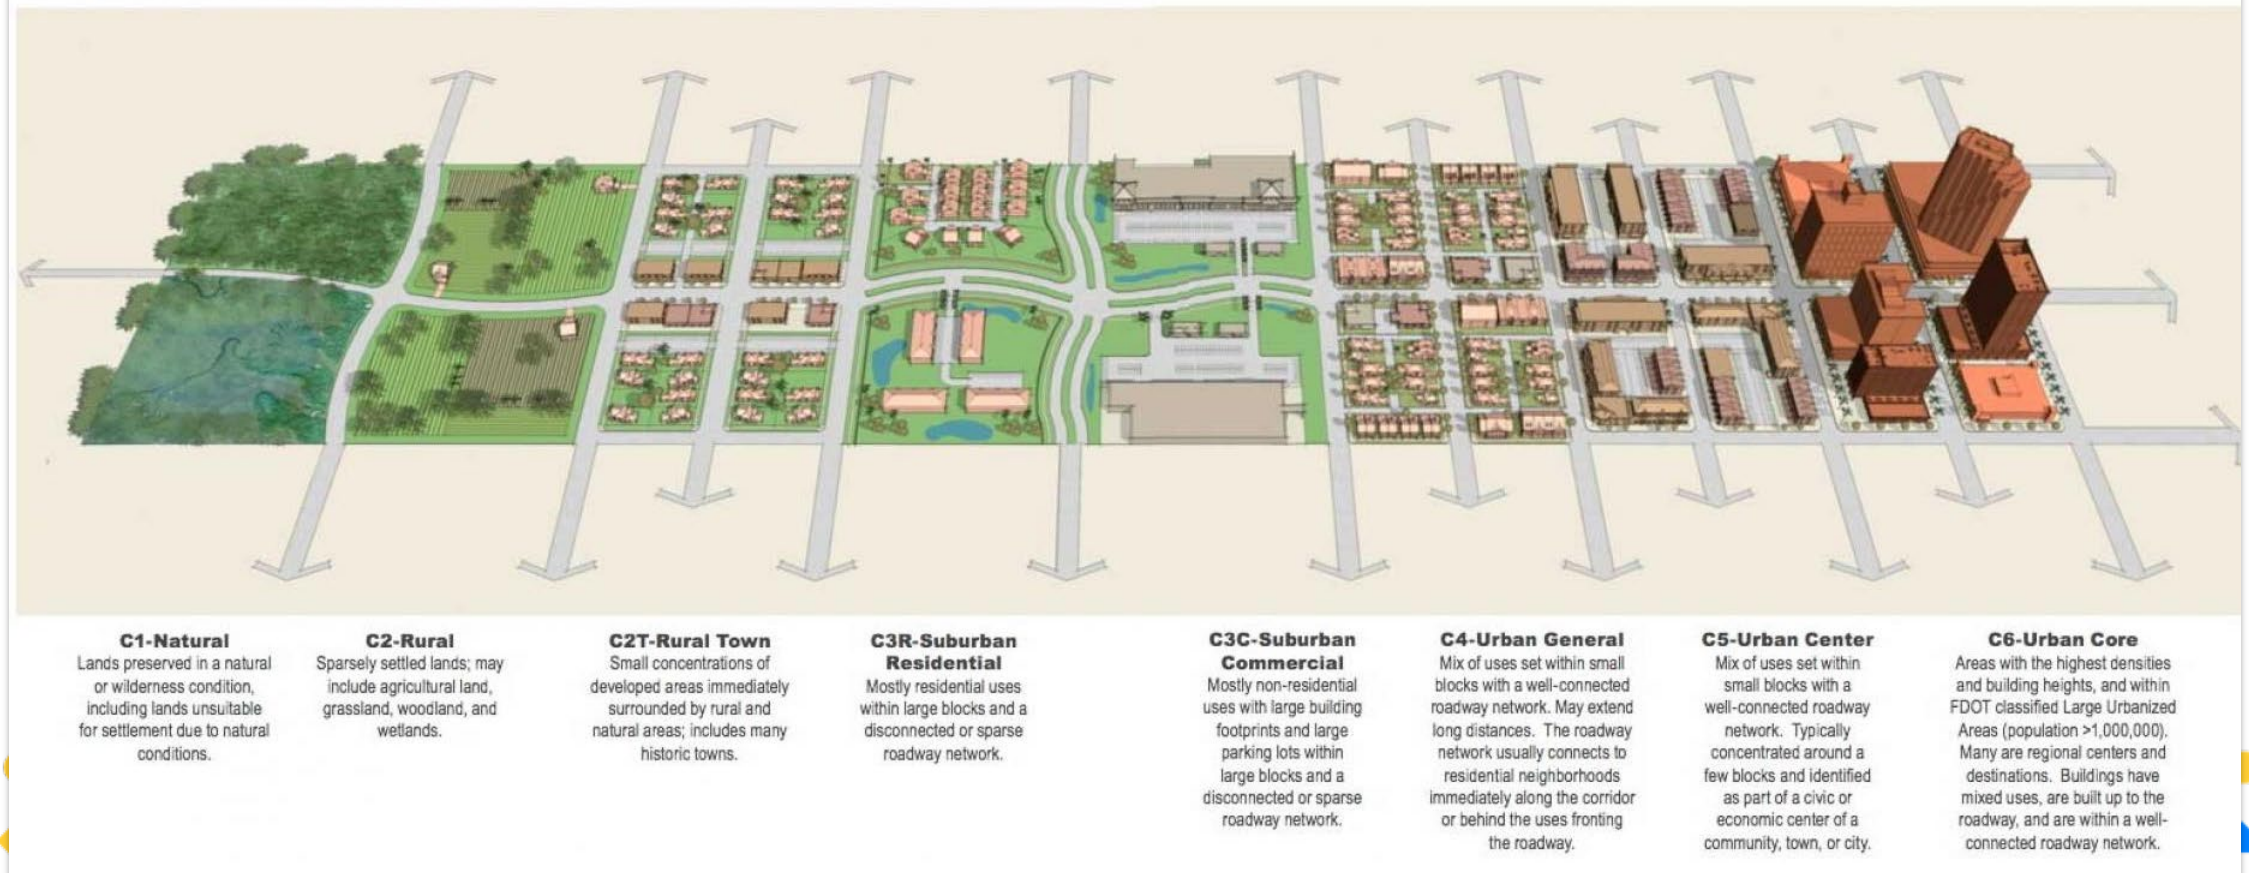 C1-Natural
Lands preserved in a natural
or wilderness condition,
including lands unsuitable
for settlement due to natural
conditions.
C2-Rural
Sparsely settled lands; may
include agricultural land,
grassland, woodland, and
wetlands.
C2T-Rural Town
Small concentrations of
developed areas immediately
surrounded by rural and
natural areas; includes many
historic towns.
C3R-Suburban
Residential
Mostly residential uses
within large blocks and a
disconnected or sparse
roadway network.
C3C-Suburban
Commercial
Mostly non-residential
uses with large building
footprints and large
parking lots within
large blocks and a
disconnected or sparse
roadway network.
C4-Urban General
Mix of uses set within small
blocks with a well-connected
roadway network. May extend
long distances. The roadway
network usually connects to
residential neighborhoods
immediately along the corridor
or behind the uses fronting
the roadway.
C5-Urban Center
Mix of uses set within
small blocks with a
well-connected roadway
network. Typically
concentrated around a
few blocks and identified
as part of a civic or
economic center of a
community, town, or city.
C6-Urban Core
Areas with the highest densities
and building heights, and within
FDOT classified Large Urbanized
Areas (population >1,000,000).
Many are regional centers and
destinations. Buildings have
mixed uses, are built up to the
roadway, and are within a well-
connected roadway network.